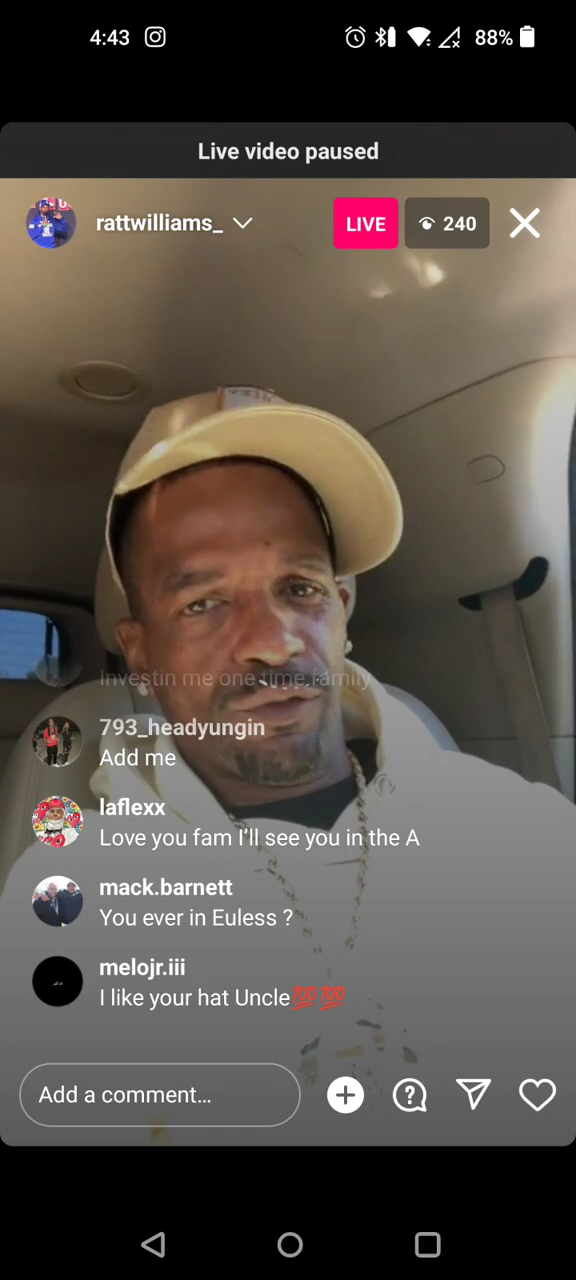 4:43
88%
Live video paused
rattwilliams_
LIVE
240
Investin me one time family
793_headyungin
Add me
laflexx
Love you fam I'll see you in the A
mack.barnett
You ever in Euless ?
melojr.iii
I like your hat Uncle💯💯
Add a comment...